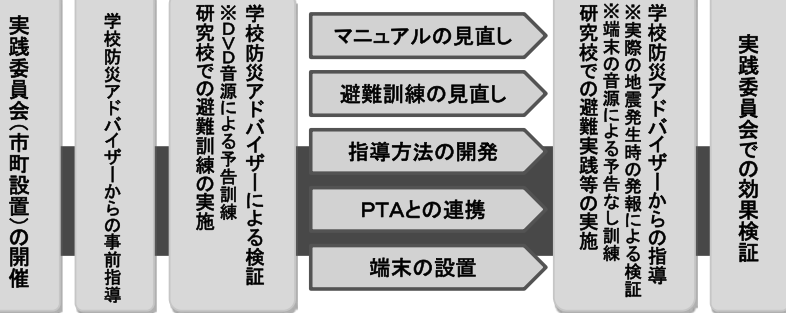 実践委員会(市町設置)の開催
学校防災アドバイザーからの事前指導
学校防災アドバイザーによる検証
※DVD音源による予告訓練
研究校での避難訓練の実施
マニュアルの見直し
避難訓練の見直し
指導方法の開発
PTAとの連携
端末の設置
学校防災アドバイザーからの指導
※実際の地震発生時の発報による検証
※端末の音源による予告なし訓練
研究校での避難実践等の実施
実践委員会での効果検証